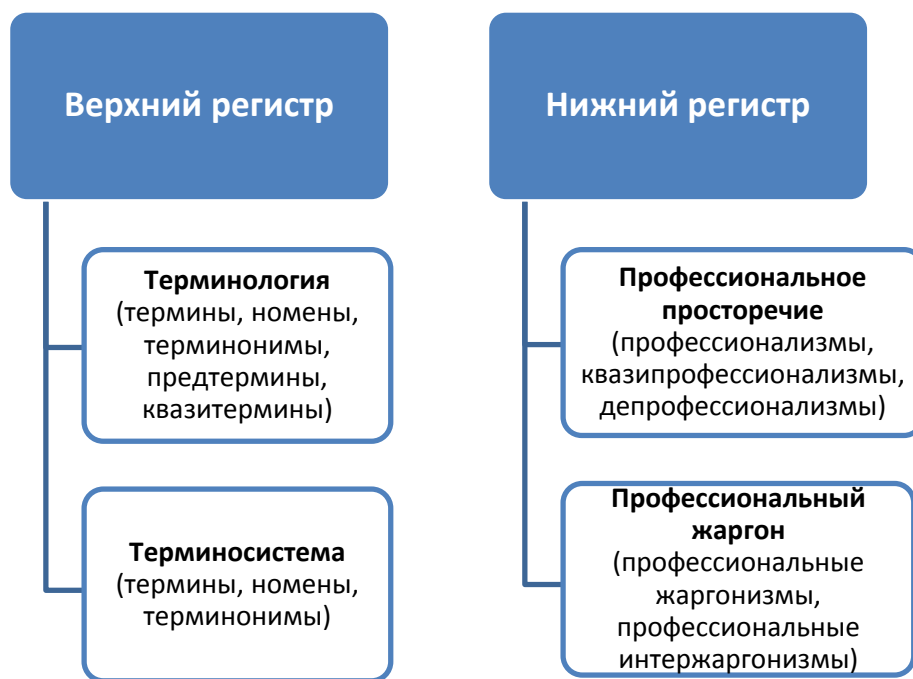 Верхний регистр
Терминология
(термины, номены,
терминонимы,
предтермины,
квазитермины)
Терминосистема
(термины, номены,
терминонимы)
Нижний регистр
Профессиональное
просторечие
(профессионализмы,
квазипрофессионализмы,
депрофессионализмы)
Профессиональный
жаргон
(профессиональные
жаргонизмы,
профессиональные
интержаргонизмы)